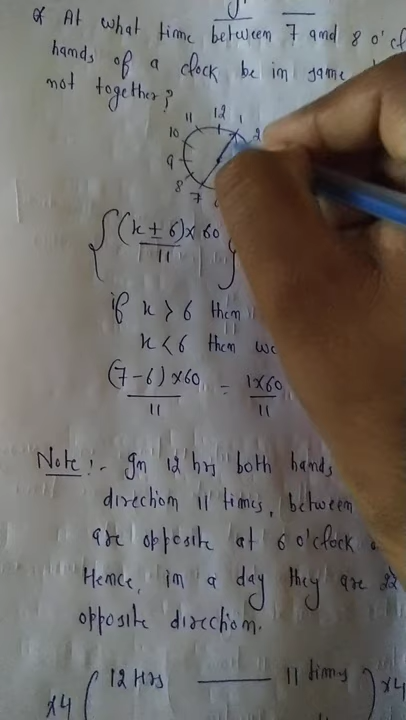 Q At what time between 7 and 8 o'cl
hands of a clock be in same
not together?
11 12 1
10 2
9
8
7
{(x ± 6) x 60
11 }
if x > 6 then
x < 6 then we
(7-6) x60 = 1x60
11 11
Note:- In 12 hrs both hands
direction 11 times, between
are opposite at 6 o'clock
Hence, in a day they are 22
opposite direction.
12 Hrs —— 11 times
x4 ( ) x4